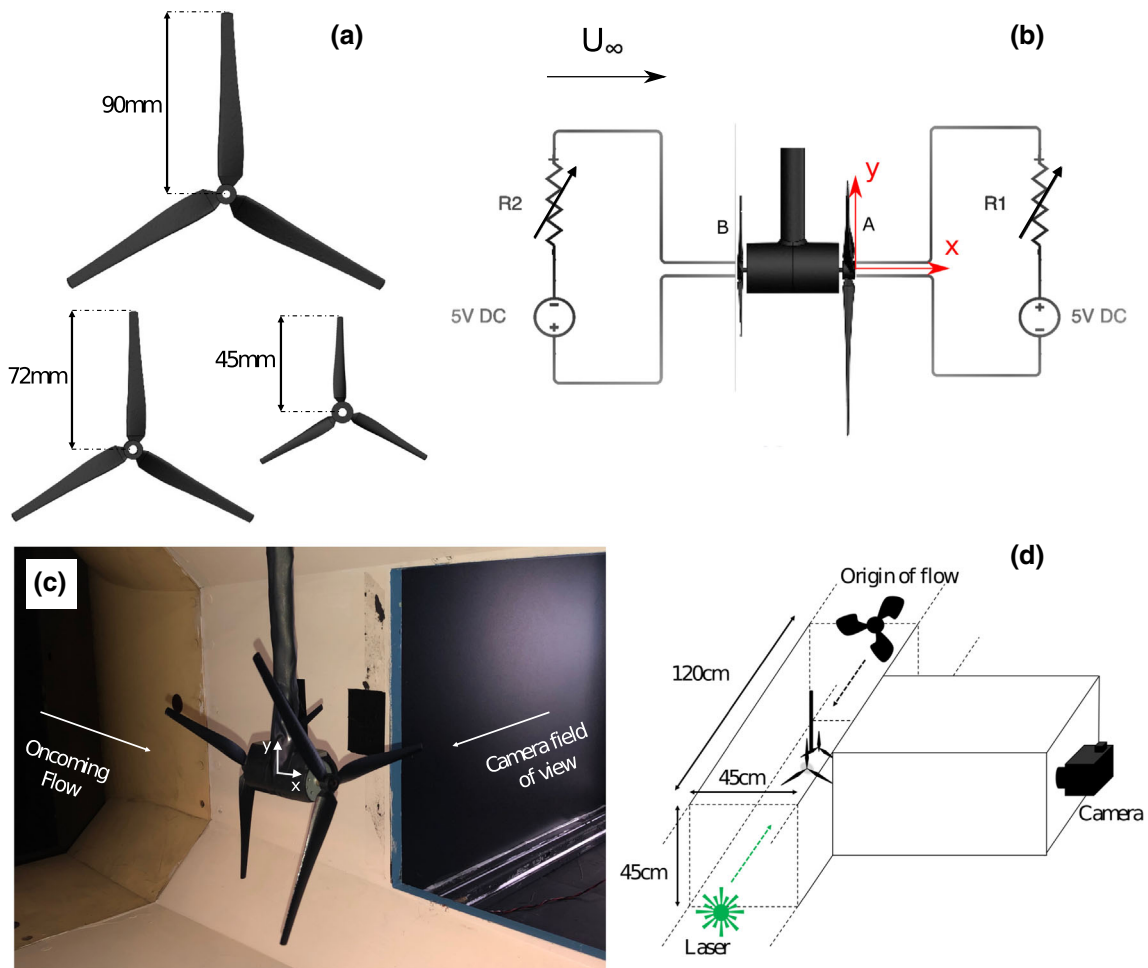 (a)
90mm
72mm
45mm
(b)
U∞
R2
B
A
y
x
R1
5V DC
- 
+
+
-
5V DC
(c)
Oncoming
Flow
y
x
Camera field
of view
(d)
Origin of flow
120cm
45cm
45cm
Camera
Laser